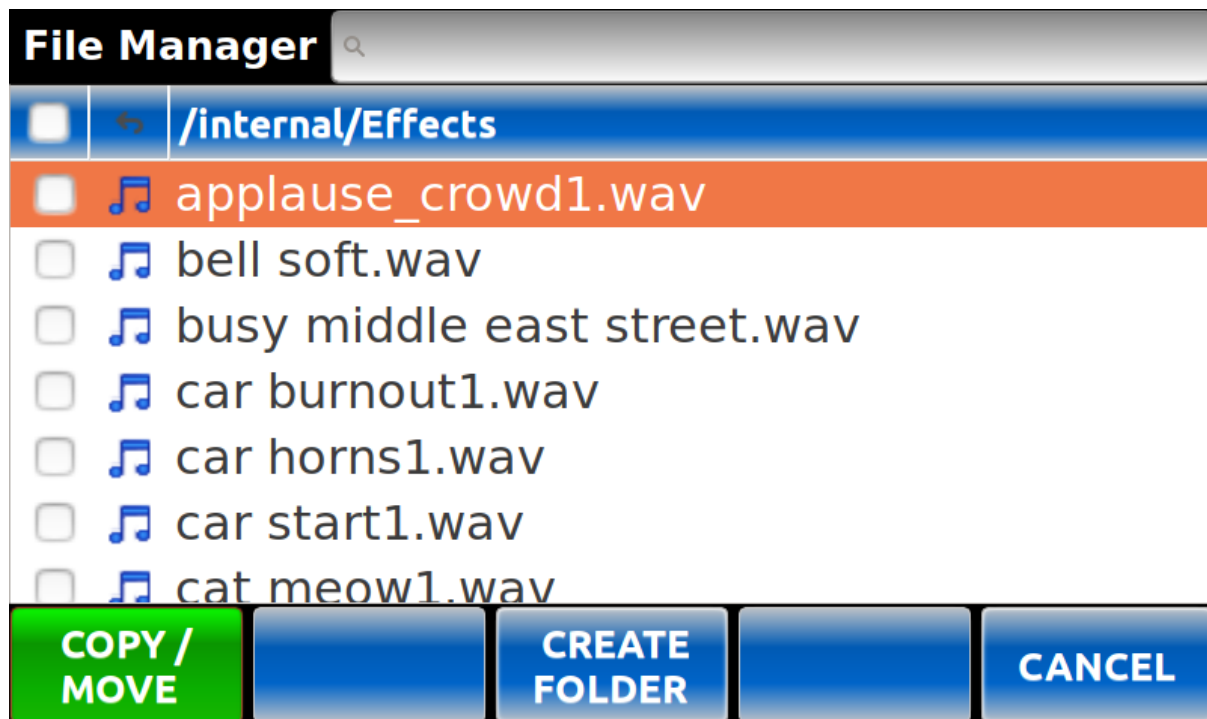 File Manager
/internal/Effects
applause_crowd1.wav
bell soft.wav
busy middle east street.wav
car burnout1.wav
car horns1.wav
car start1.wav
cat meow1.wav
COPY /
MOVE
CREATE
FOLDER
CANCEL